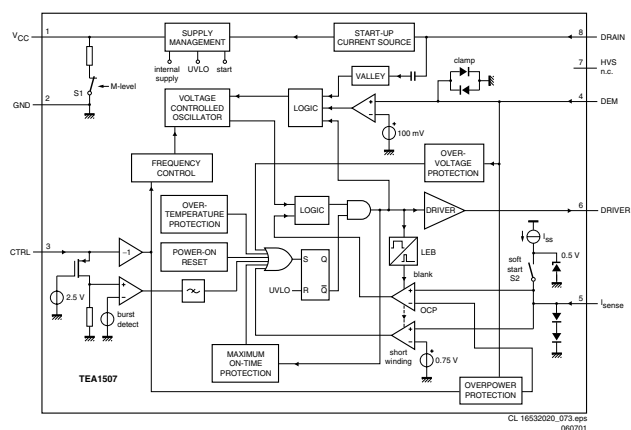 VCC
1
SUPPLY
MANAGEMENT
START-UP
CURRENT SOURCE
8
DRAIN
internal
supply
UVLO
start
clamp
7
HVS
n.c.
S1
M-level
VALLEY
GND
2
VOLTAGE
CONTROLLED
OSCILLATOR
LOGIC
4
DEM
100 mV
FREQUENCY
CONTROL
OVER-
VOLTAGE
PROTECTION
OVER-
TEMPERATURE
PROTECTION
LOGIC
DRIVER
6
DRIVER
CTRL
3
–1
POWER-ON
RESET
S
Q
UVLO
R
Q
LEB
blank
Iss
soft
start
S2
0.5 V
2.5 V
burst
detect
OCP
5
Isense
short
winding
0.75 V
MAXIMUM
ON-TIME
PROTECTION
TEA1507
OVERPOWER
PROTECTION
CL 16532020_073.eps
060701